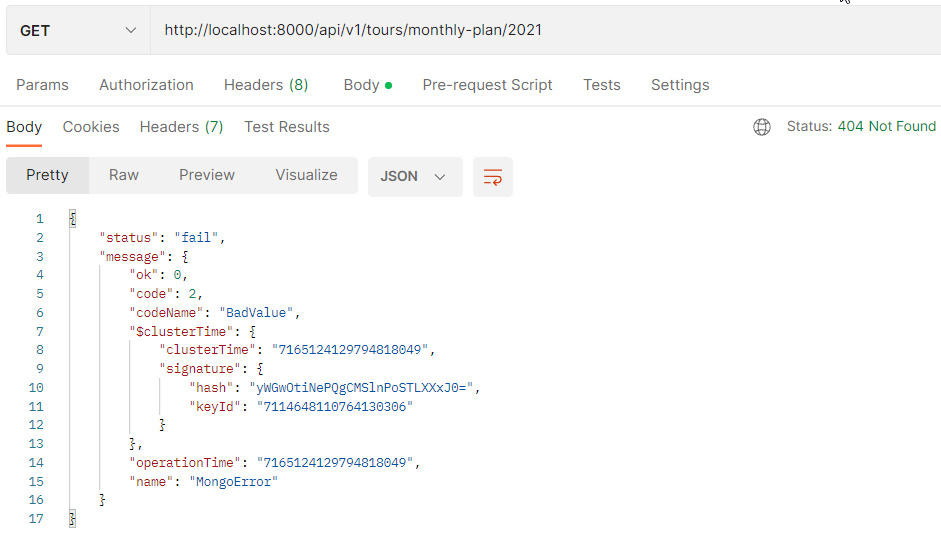 GET http://localhost:8000/api/v1/tours/monthly-plan/2021
Params Authorization Headers (8) Body Pre-request Script Tests Settings
Body Cookies Headers (7) Test Results Status: 404 Not Found
Pretty Raw Preview Visualize JSON
1 {
2 "status": "fail",
3 "message": {
4 "ok": 0,
5 "code": 2,
6 "codeName": "BadValue",
7 "$clusterTime": {
8 "clusterTime": "7165124129794818049",
9 "signature": {
10 "hash": "yWGwOtiNePQgCMSlnPoSTLXXxJ0=",
11 "keyId": "7114648110764130306"
12 }
13 },
14 "operationTime": "7165124129794818049",
15 "name": "MongoError"
16 }
17 }